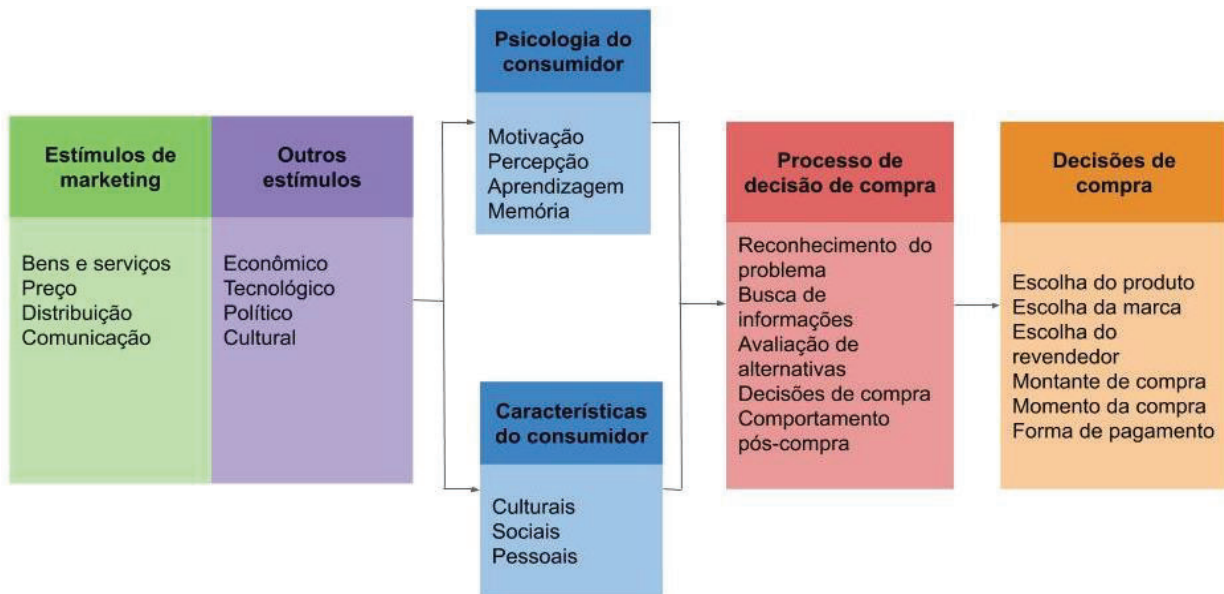 Estímulos de
marketing
Bens e serviços
Preço
Distribuição
Comunicação
Outros
estímulos
Econômico
Tecnológico
Político
Cultural
Psicologia do
consumidor
Motivação
Percepção
Aprendizagem
Memória
Características
do consumidor
Culturais
Sociais
Pessoais
Processo de
decisão de compra
Reconhecimento do
problema
Busca de
informações
Avaliação de
alternativas
Decisões de compra
Comportamento
pós-compra
Decisões de
compra
Escolha do produto
Escolha da marca
Escolha do
revendedor
Montante de compra
Momento da compra
Forma de pagamento